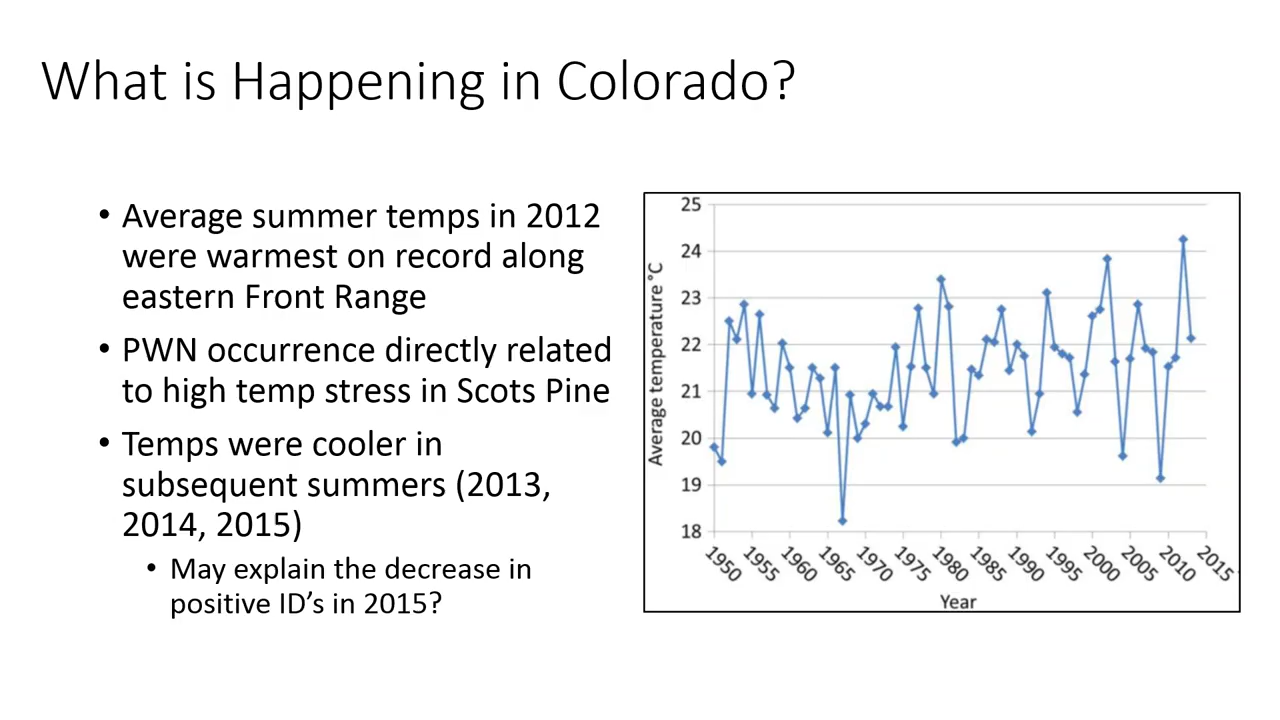 What is Happening in Colorado?
• Average summer temps in 2012
were warmest on record along
eastern Front Range
• PWN occurrence directly related
to high temp stress in Scots Pine
• Temps were cooler in
subsequent summers (2013,
2014, 2015)
• May explain the decrease in
positive ID’s in 2015?
Average temperature °C
25
24
23
22
21
20
19
18
1950
1955
1960
1965
1970
1975
1980
1985
1990
1995
2000
2005
2010
2015
Year